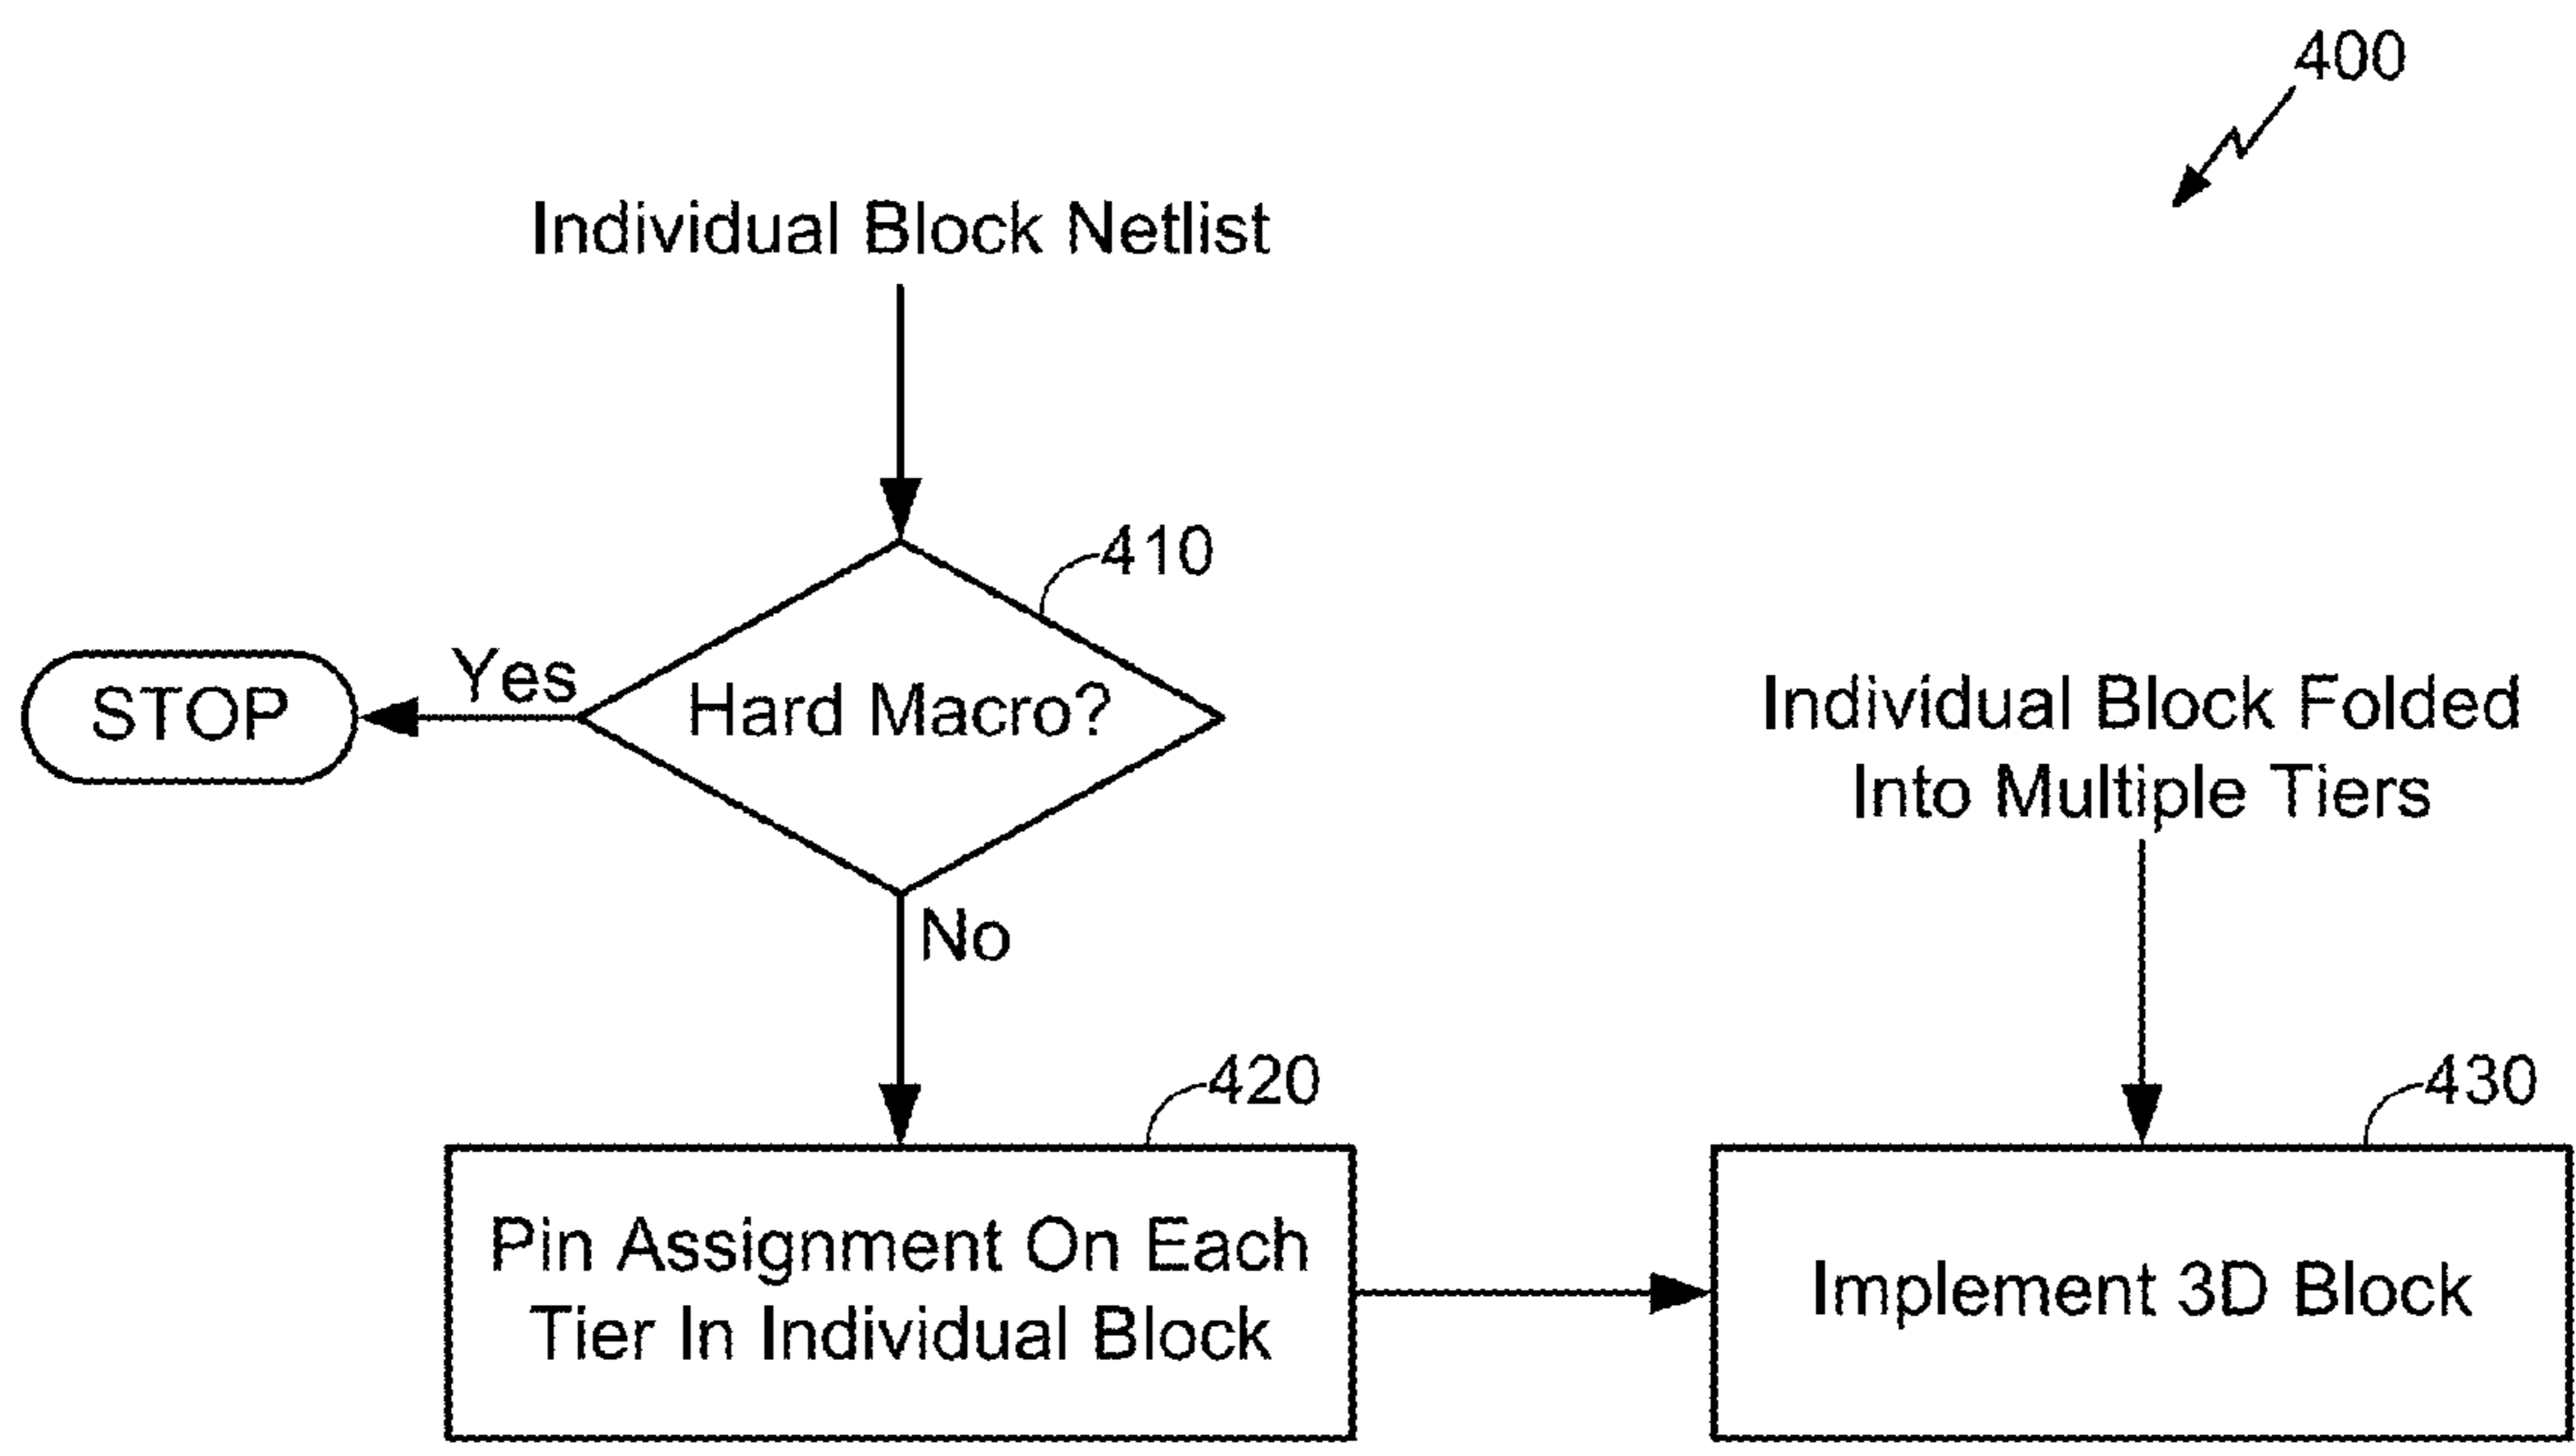 400
Individual Block Netlist
410
Hard Macro?
Yes
STOP
No
Individual Block Folded
Into Multiple Tiers
420
Pin Assignment On Each
Tier In Individual Block
430
Implement 3D Block